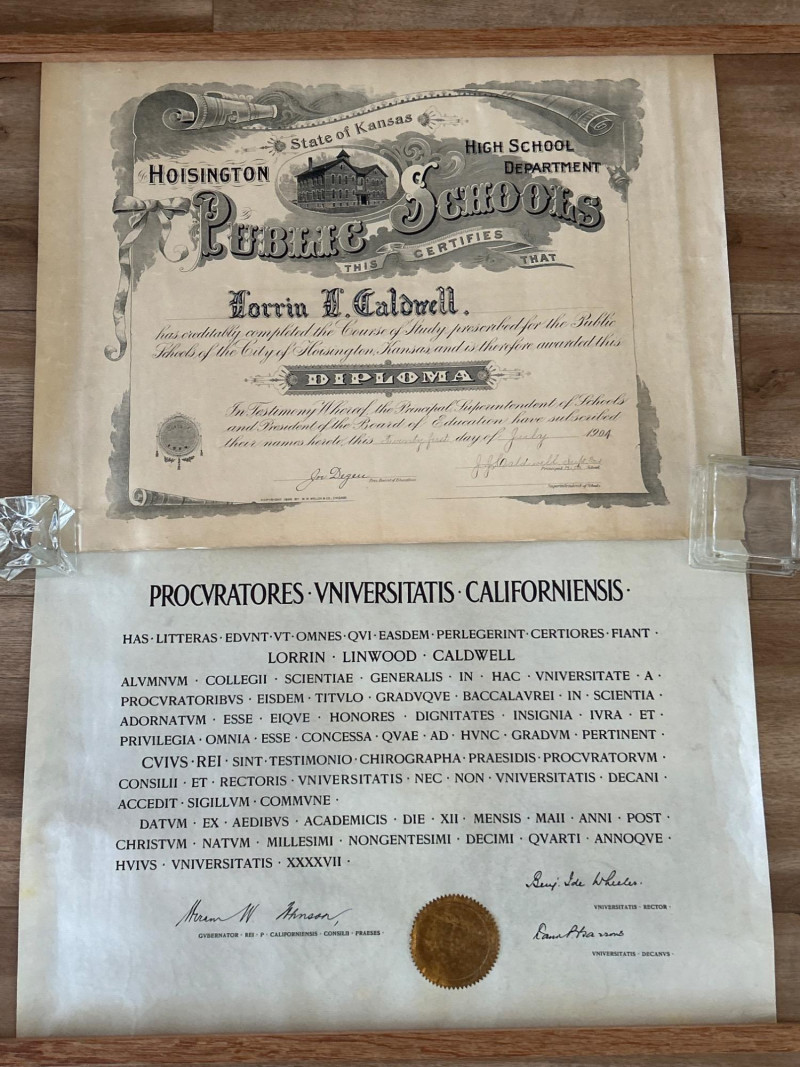 State of Kansas
HOISINGTON
HIGH SCHOOL
DEPARTMENT
PUBLIC SCHOOLS
THIS CERTIFIES THAT
Lorrin L. Caldwell.
has creditably completed the Course of Study prescribed for the Public
Schools of the City of Hoisington, Kansas, and is therefore awarded this
DIPLOMA
In Testimony Whereof, the Principal, Superintendent of Schools
and President of the Board of Education have subscribed
their names hereto, this Twenty first day of July 1904
Joe Degen
Pres. Board of Education
PROCVRATORES · VNIVERSITATIS · CALIFORNIENSIS ·
HAS · LITTERAS · EDVNT · VT · OMNES · QVI · EASDEM · PERLEGERINT · CERTIORES · FIANT ·
LORRIN · LINWOOD · CALDWELL
ALVMNVM · COLLEGII · SCIENTIAE · GENERALIS · IN · HAC · VNIVERSITATE · A ·
PROCVRATORIBVS · EISDEM · TITVLO · GRADVQVE · BACCALAVREI · IN · SCIENTIA ·
ADORNATVM · ESSE · EIQVE · HONORES · DIGNITATES · INSIGNIA · IVRA · ET ·
PRIVILEGIA · OMNIA · ESSE · CONCESSA · QVAE · AD · HVNC · GRADVM · PERTINENT ·
CVIVS · REI · SINT · TESTIMONIO · CHIROGRAPHA · PRAESIDIS · PROCVRATORVM ·
CONSILII · ET · RECTORIS · VNIVERSITATIS · NEC · NON · VNIVERSITATIS · DECANI ·
ACCEDIT · SIGILLVM · COMMVNE ·
DATVM · EX · AEDIBVS · ACADEMICIS · DIE · XII · MENSIS · MAII · ANNI · POST ·
CHRISTVM · NATVM · MILLESIMI · NONGENTESIMI · DECIMI · QVARTI · ANNOQVE ·
HVIVS · VNIVERSITATIS · XXXXVII ·
Benj. Ide Wheeler.
VNIVERSITATIS · RECTOR ·
Hiram W. Johnson,
GVBERNATOR · REI · P · CALIFORNIENSIS · CONSILII · PRAESES ·
VNIVERSITATIS · DECANVS ·